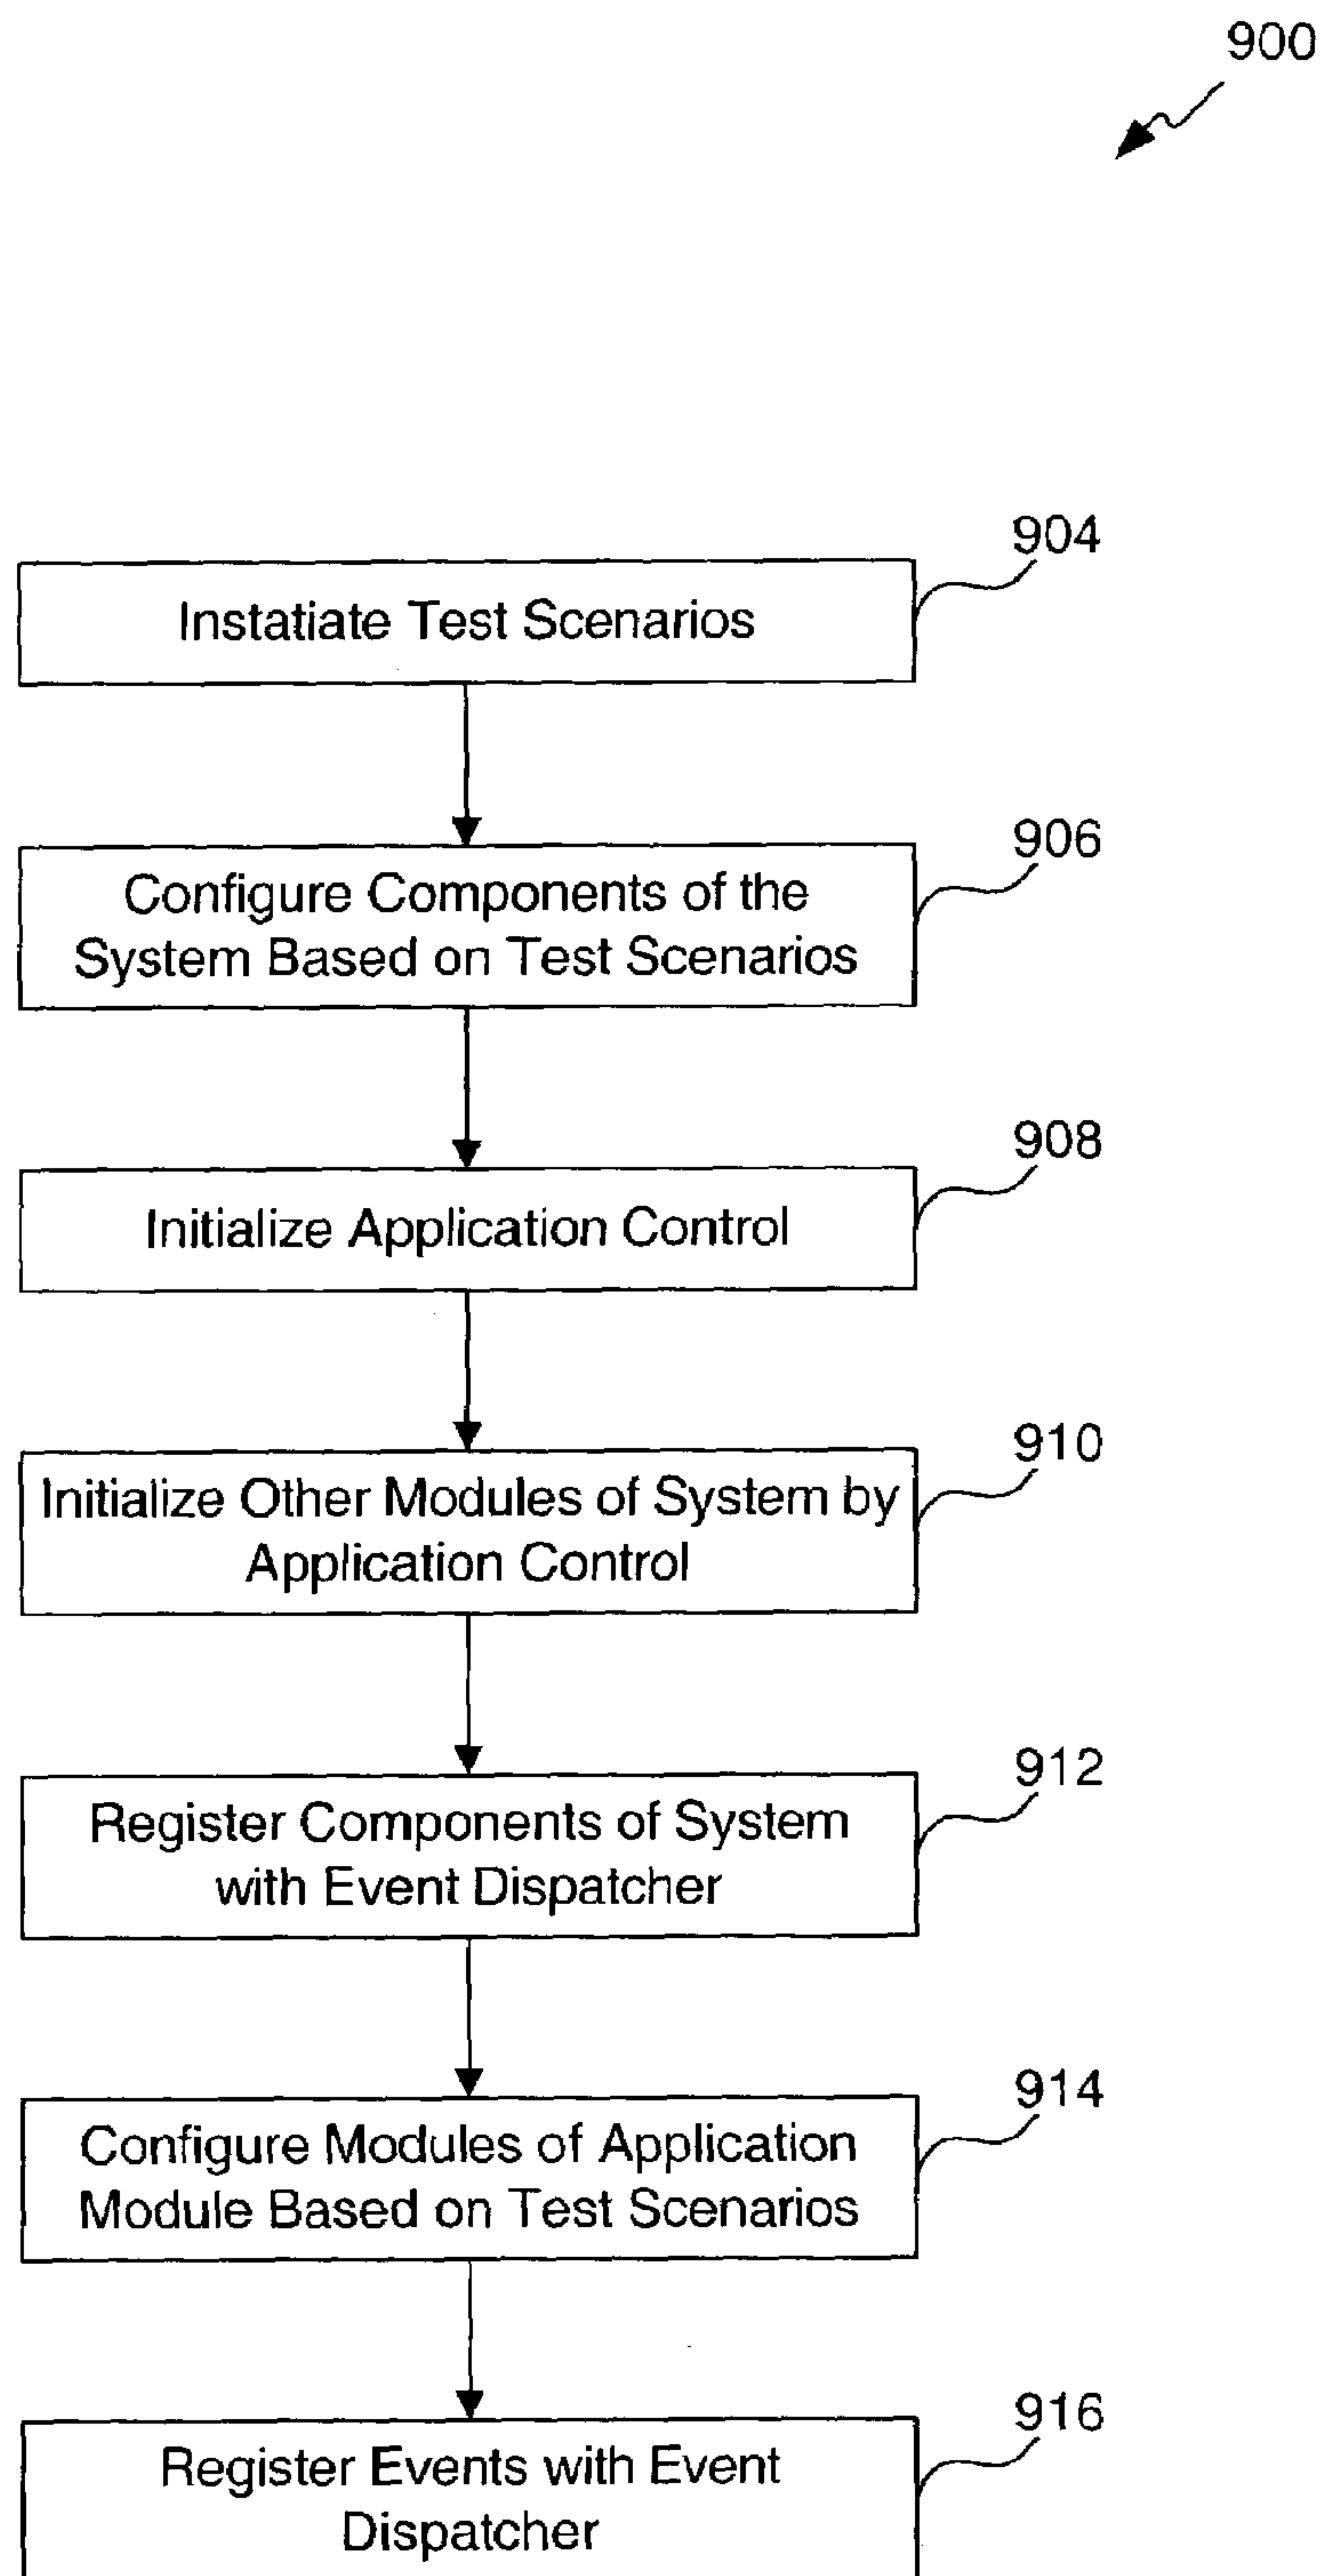 900
904
Instatiate Test Scenarios
906
Configure Components of the
System Based on Test Scenarios
908
Initialize Application Control
910
Initialize Other Modules of System by
Application Control
912
Register Components of System
with Event Dispatcher
914
Configure Modules of Application
Module Based on Test Scenarios
916
Register Events with Event
Dispatcher